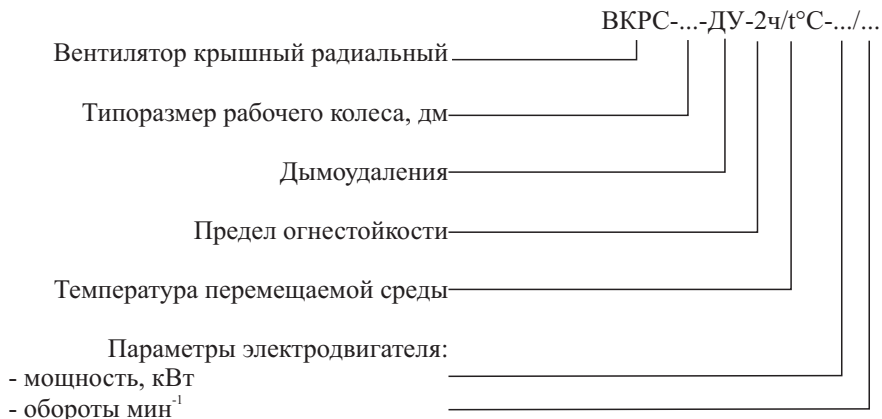 ВКРС-...-ДУ-2ч/t°С-.../...
Вентилятор крышный радиальный
Типоразмер рабочего колеса, дм
Дымоудаления
Предел огнестойкости
Температура перемещаемой среды
Параметры электродвигателя:
- мощность, кВт
- обороты мин⁻¹